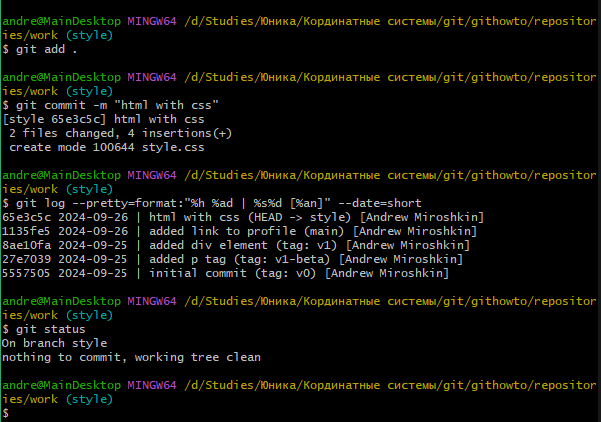 andre@MainDesktop MINGW64 /d/Studies/Юника/Кординатные системы/git/githowto/repositor
ies/work (style)
$ git add .
andre@MainDesktop MINGW64 /d/Studies/Юника/Кординатные системы/git/githowto/repositor
ies/work (style)
$ git commit -m "html with css"
[style 65e3c5c] html with css
 2 files changed, 4 insertions(+)
 create mode 100644 style.css
andre@MainDesktop MINGW64 /d/Studies/Юника/Кординатные системы/git/githowto/repositor
ies/work (style)
$ git log --pretty=format:"%h %ad | %s%d [%an]" --date=short
65e3c5c 2024-09-26 | html with css (HEAD -> style) [Andrew Miroshkin]
1135fe5 2024-09-26 | added link to profile (main) [Andrew Miroshkin]
8ae10fa 2024-09-25 | added div element (tag: v1) [Andrew Miroshkin]
27e7039 2024-09-25 | added p tag (tag: v1-beta) [Andrew Miroshkin]
5557505 2024-09-25 | initial commit (tag: v0) [Andrew Miroshkin]
andre@MainDesktop MINGW64 /d/Studies/Юника/Кординатные системы/git/githowto/repositor
ies/work (style)
$ git status
On branch style
nothing to commit, working tree clean
andre@MainDesktop MINGW64 /d/Studies/Юника/Кординатные системы/git/githowto/repositor
ies/work (style)
$